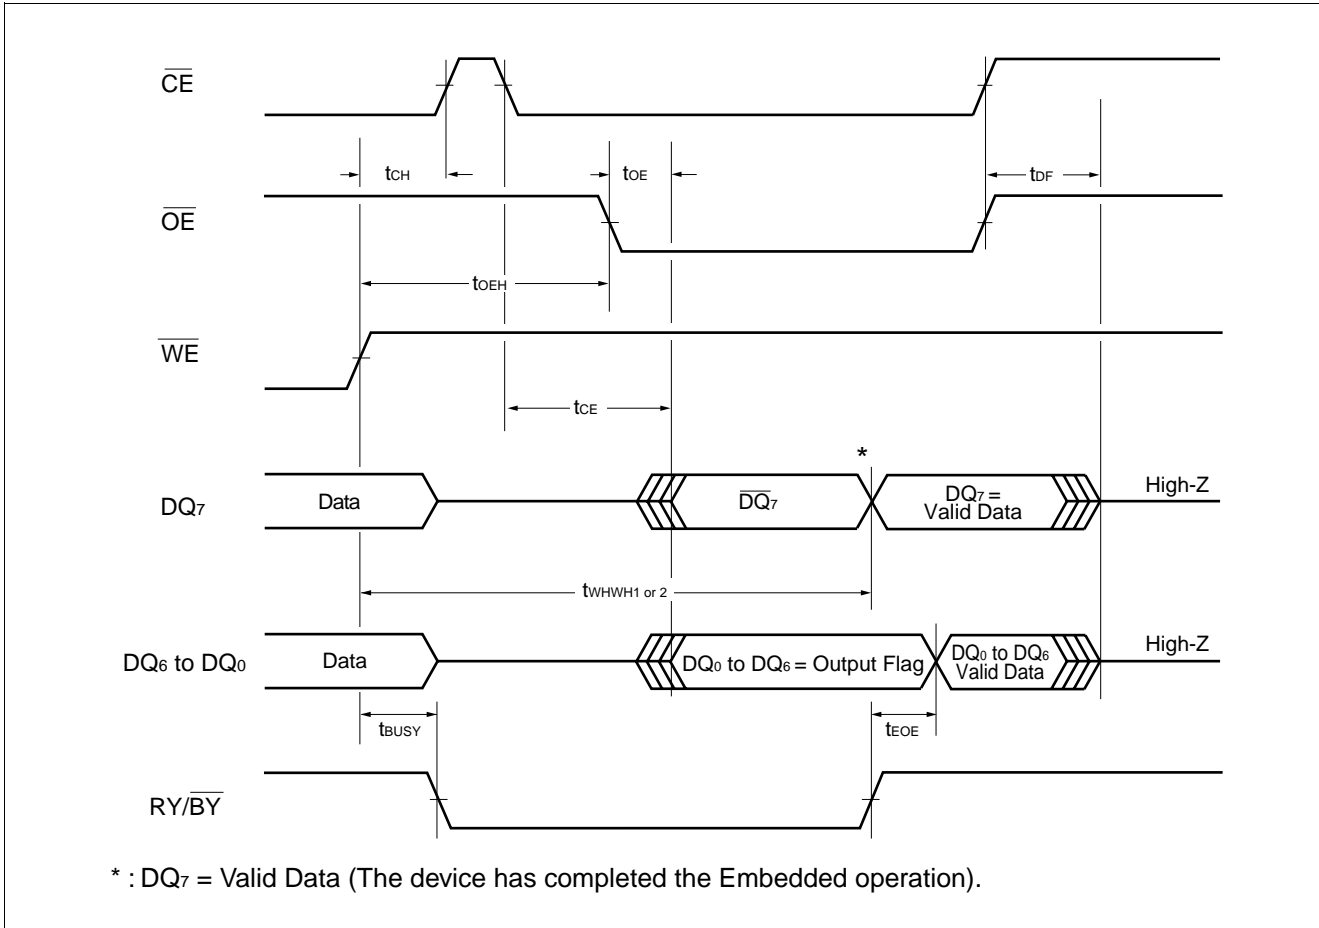 CE
tCH
tOE
tDF
OE
tOEH
WE
tCE
*
DQ7
Data
DQ7
DQ7 =
Valid Data
High-Z
tWHWH1 or 2
DQ6 to DQ0
Data
DQ0 to DQ6 = Output Flag
DQ0 to DQ6
Valid Data
High-Z
tBUSY
tEOE
RY/BY
* : DQ7 = Valid Data (The device has completed the Embedded operation).